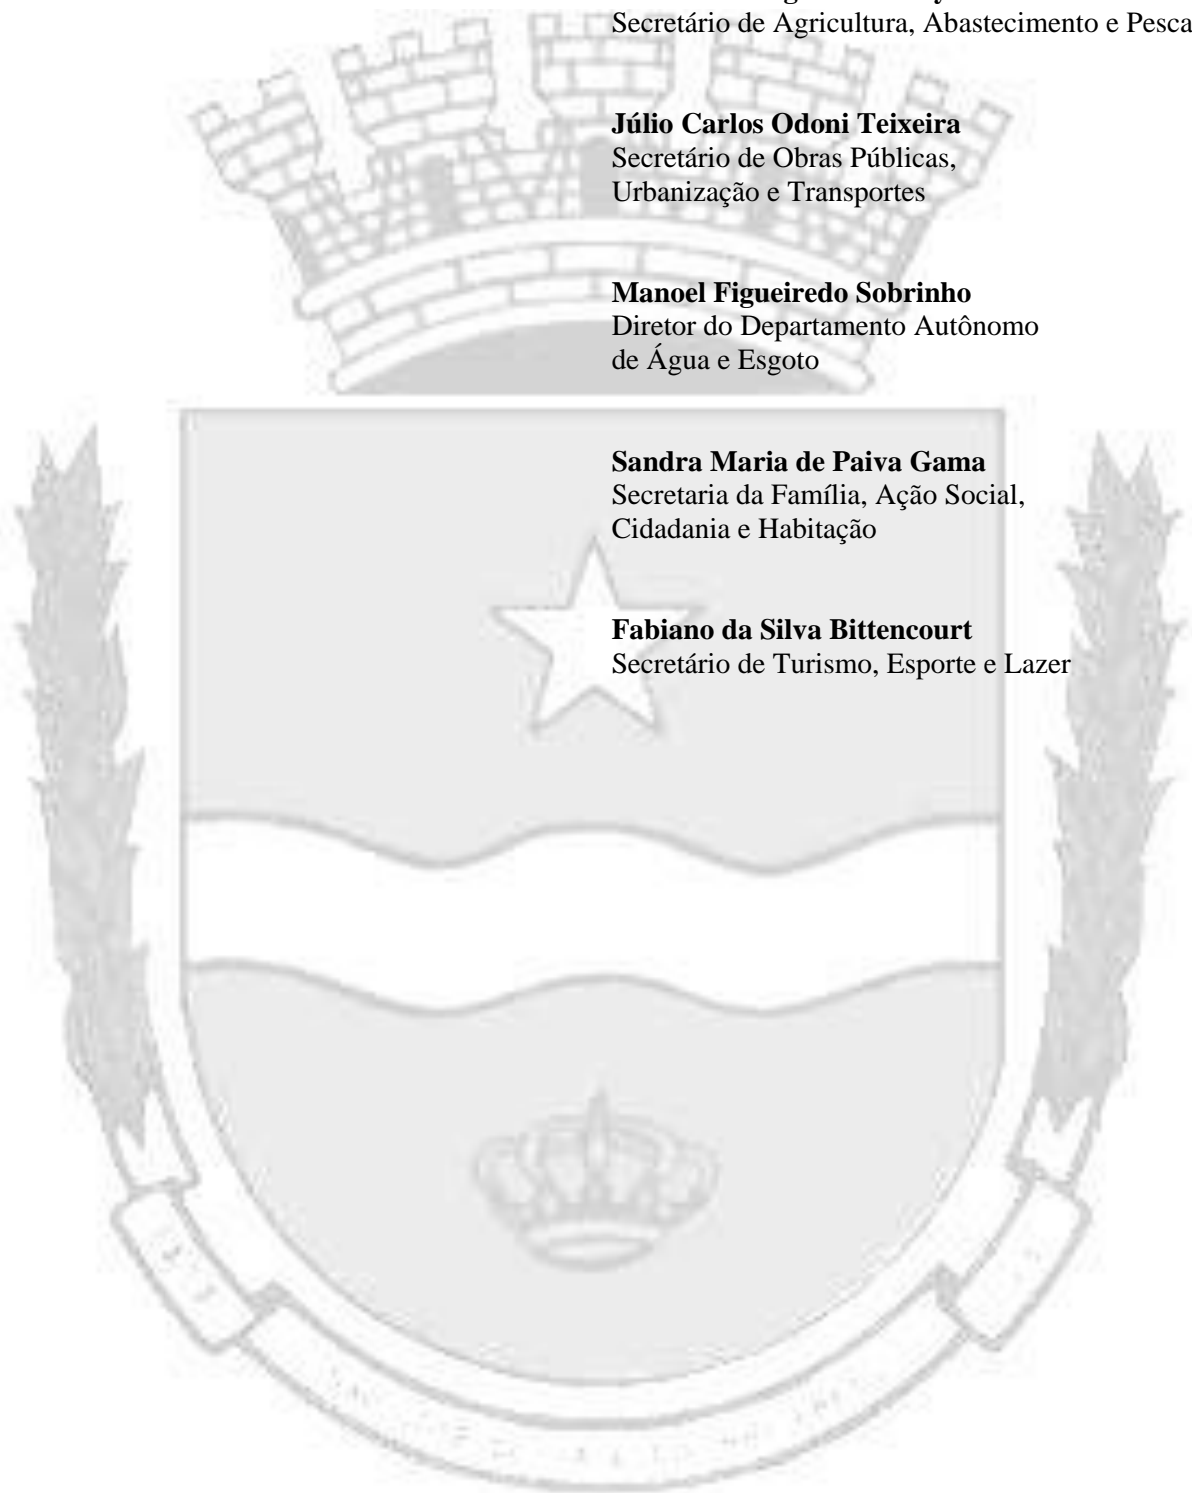 Secretário de Agricultura, Abastecimento e Pesca
Júlio Carlos Odoni Teixeira
Secretário de Obras Públicas,
Urbanização e Transportes
Manoel Figueiredo Sobrinho
Diretor do Departamento Autônomo
de Água e Esgoto
Sandra Maria de Paiva Gama
Secretaria da Família, Ação Social,
Cidadania e Habitação
Fabiano da Silva Bittencourt
Secretário de Turismo, Esporte e Lazer